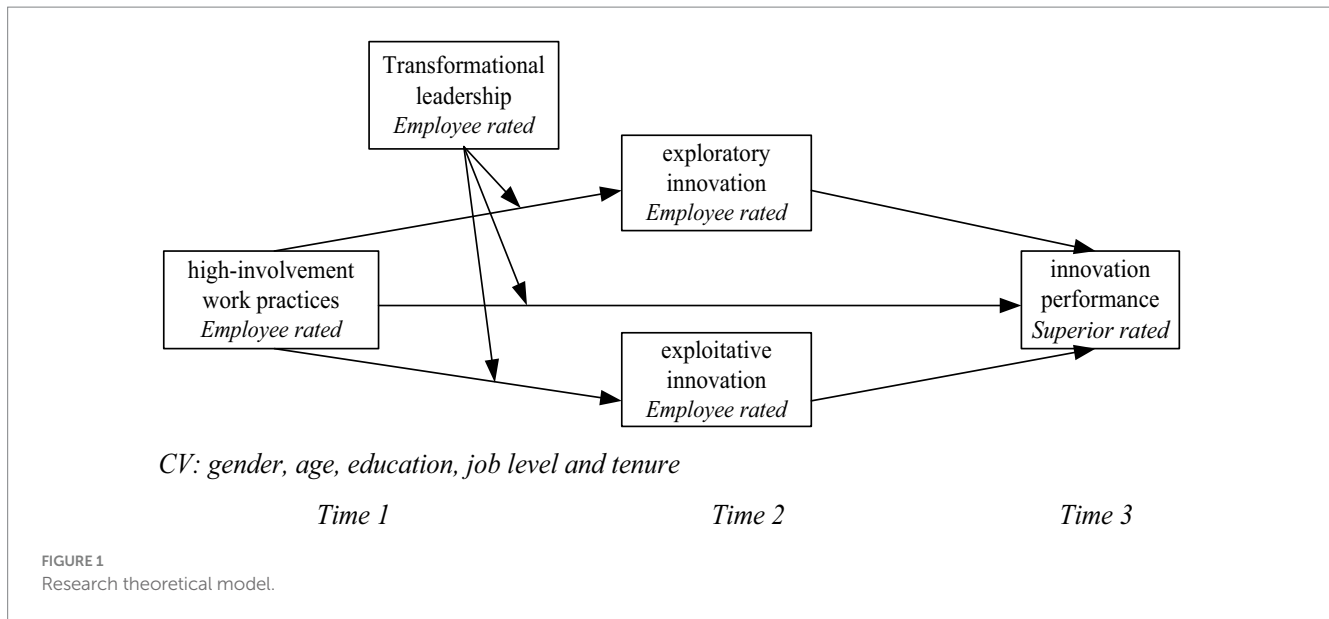 Transformational
leadership
Employee rated
exploratory
innovation
Employee rated
high-involvement
work practices
Employee rated
innovation
performance
Superior rated
exploitative
innovation
Employee rated
CV: gender, age, education, job level and tenure
Time 1
Time 2
Time 3
FIGURE 1
Research theoretical model.